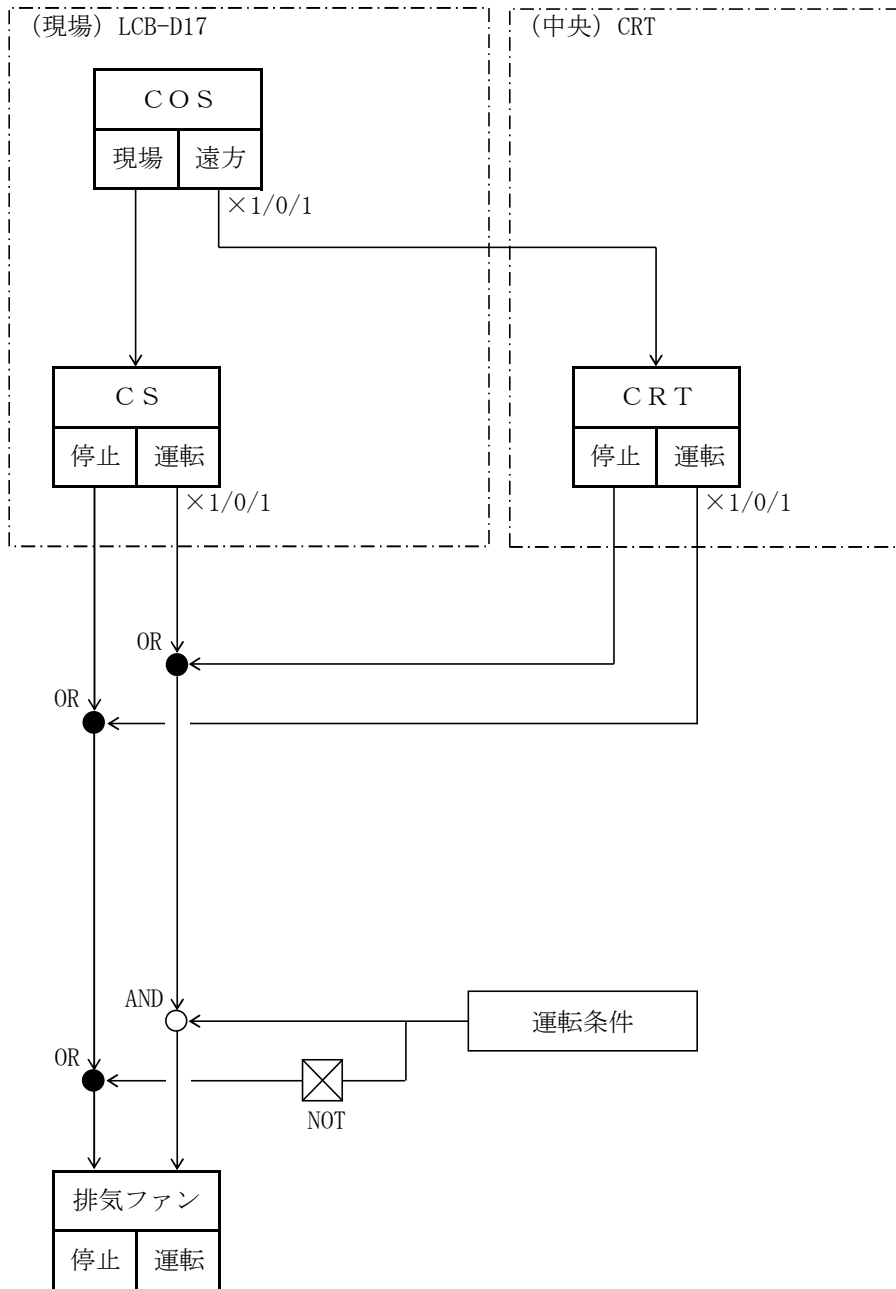 (現場) LCB-D17
(中央) CRT
ＣＯＳ
現場
遠方
×1/0/1
ＣＳ
停止
運転
×1/0/1
ＣＲＴ
停止
運転
×1/0/1
OR
OR
AND
運転条件
OR
NOT
排気ファン
停止
運転